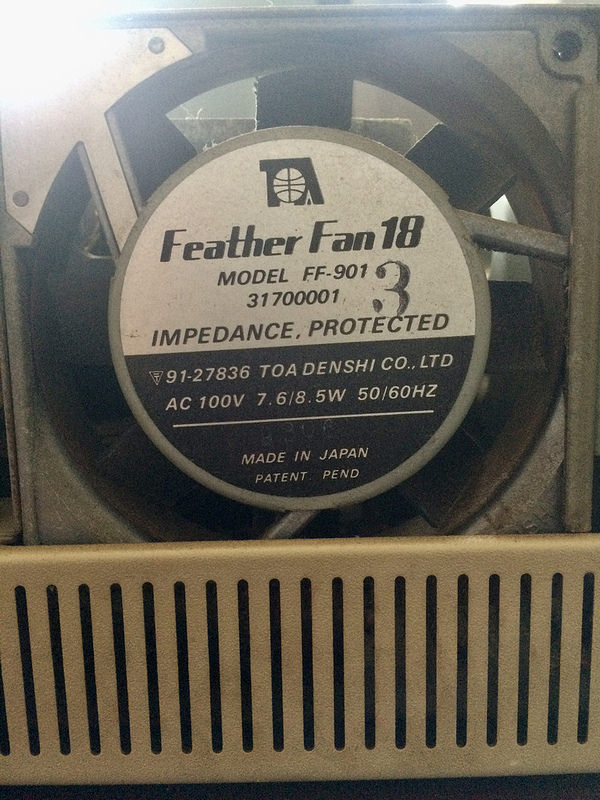 TA
Feather Fan 18
MODEL FF-901
31700001 3
IMPEDANCE, PROTECTED
91-27836 TOA DENSHI CO., LTD
AC 100V 7.6/8.5W 50/60HZ
MADE IN JAPAN
PATENT PEND